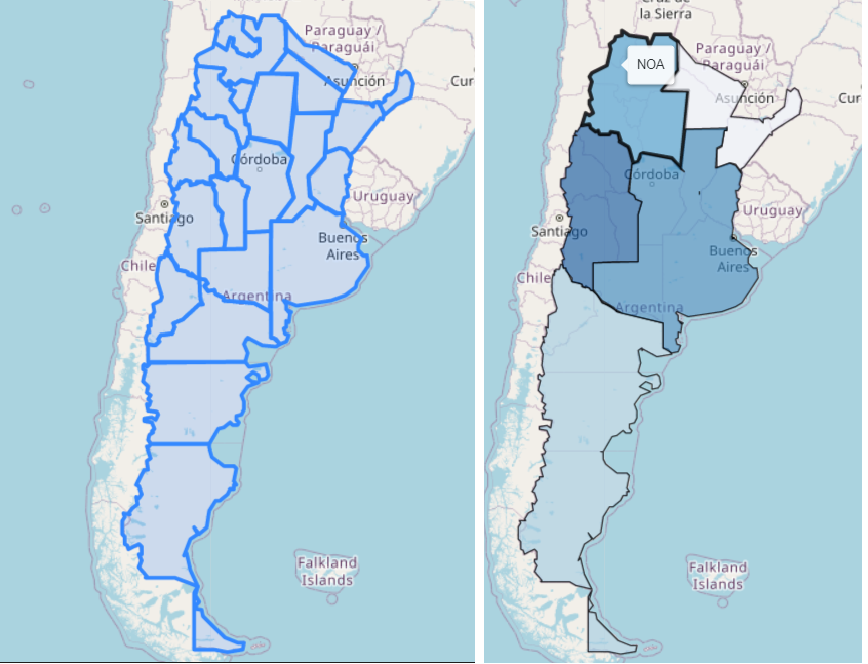 Paraguay /
Paraguái
Asunción
Cur
Córdoba
Uruguay
Santiago
Buenos
Aires
Chile
Argentina
Falkland
Islands
Cruz de
la Sierra
NOA
Paraguay /
Paraguái
Asunción
Cur
Córdoba
Uruguay
Santiago
Buenos
Aires
Chile
Argentina
Falkland
Islands